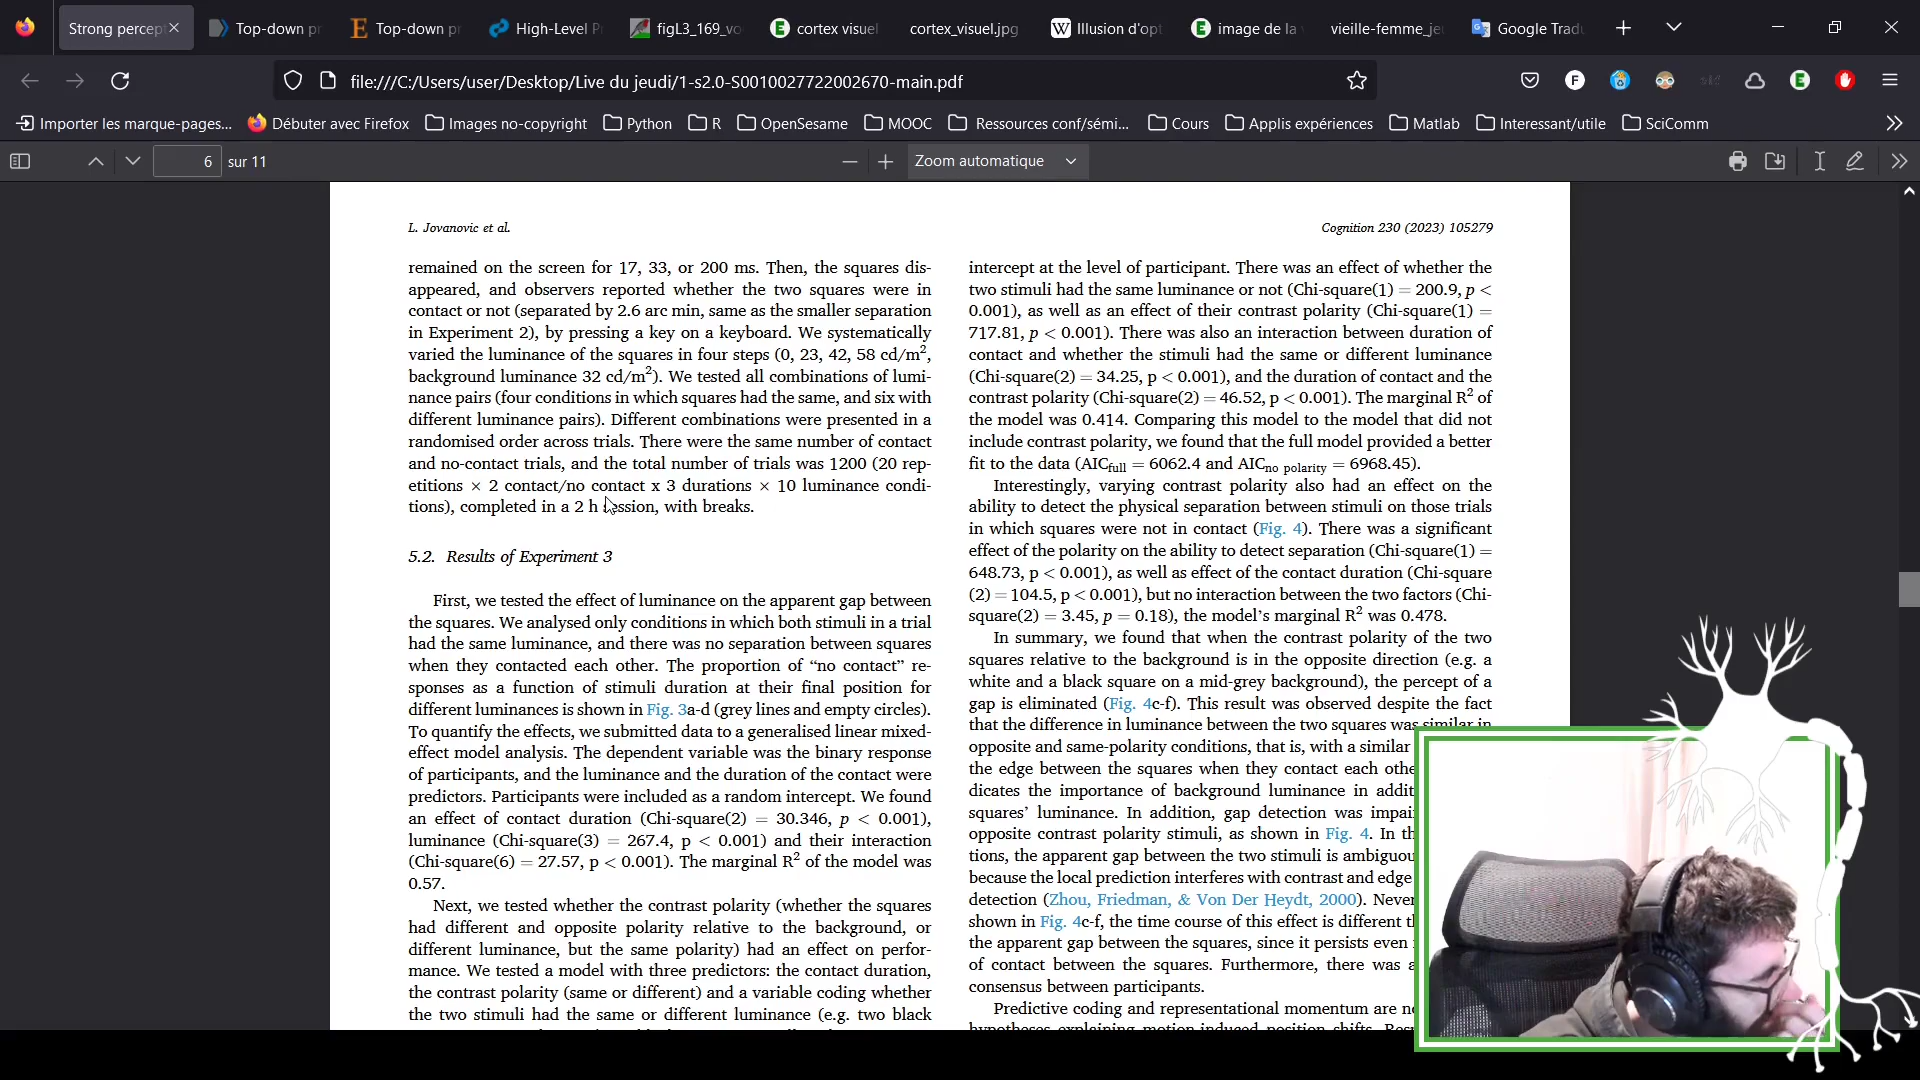 Strong percep
Top-down pr
Top-down pr
High-Level P
figL3_169_vo
cortex visuel
cortex_visuel.jpg
Illusion d'opt
image de la v
vieille-femme_je
Google Tradu
file:///C:/Users/user/Desktop/Live du jeudi/1-s2.0-S0010027722002670-main.pdf
Importer les marque-pages...
Débuter avec Firefox
Images no-copyright
Python
R
OpenSesame
MOOC
Ressources conf/sémi...
Cours
Applis expériences
Matlab
Interessant/utile
SciComm
6 sur 11
Zoom automatique
L. Jovanovic et al.
Cognition 230 (2023) 105279
remained on the screen for 17, 33, or 200 ms. Then, the squares dis-
appeared, and observers reported whether the two squares were in
contact or not (separated by 2.6 arc min, same as the smaller separation
in Experiment 2), by pressing a key on a keyboard. We systematically
varied the luminance of the squares in four steps (0, 23, 42, 58 cd/m²,
background luminance 32 cd/m²). We tested all combinations of lumi-
nance pairs (four conditions in which squares had the same, and six with
different luminance pairs). Different combinations were presented in a
randomised order across trials. There were the same number of contact
and no-contact trials, and the total number of trials was 1200 (20 rep-
etitions × 2 contact/no contact x 3 durations × 10 luminance condi-
tions), completed in a 2 h session, with breaks.
5.2. Results of Experiment 3
First, we tested the effect of luminance on the apparent gap between
the squares. We analysed only conditions in which both stimuli in a trial
had the same luminance, and there was no separation between squares
when they contacted each other. The proportion of “no contact” re-
sponses as a function of stimuli duration at their final position for
different luminances is shown in Fig. 3a-d (grey lines and empty circles).
To quantify the effects, we submitted data to a generalised linear mixed-
effect model analysis. The dependent variable was the binary response
of participants, and the luminance and the duration of the contact were
predictors. Participants were included as a random intercept. We found
an effect of contact duration (Chi-square(2) = 30.346, p < 0.001),
luminance (Chi-square(3) = 267.4, p < 0.001) and their interaction
(Chi-square(6) = 27.57, p < 0.001). The marginal R² of the model was
0.57.
Next, we tested whether the contrast polarity (whether the squares
had different and opposite polarity relative to the background, or
different luminance, but the same polarity) had an effect on perfor-
mance. We tested a model with three predictors: the contact duration,
the contrast polarity (same or different) and a variable coding whether
the two stimuli had the same or different luminance (e.g. two black
intercept at the level of participant. There was an effect of whether the
two stimuli had the same luminance or not (Chi-square(1) = 200.9, p <
0.001), as well as an effect of their contrast polarity (Chi-square(1) =
717.81, p < 0.001). There was also an interaction between duration of
contact and whether the stimuli had the same or different luminance
(Chi-square(2) = 34.25, p < 0.001), and the duration of contact and the
contrast polarity (Chi-square(2) = 46.52, p < 0.001). The marginal R² of
the model was 0.414. Comparing this model to the model that did not
include contrast polarity, we found that the full model provided a better
fit to the data (AICfull = 6062.4 and AICno polarity = 6968.45).
Interestingly, varying contrast polarity also had an effect on the
ability to detect the physical separation between stimuli on those trials
in which squares were not in contact (Fig. 4). There was a significant
effect of the polarity on the ability to detect separation (Chi-square(1) =
648.73, p < 0.001), as well as effect of the contact duration (Chi-square
(2) = 104.5, p < 0.001), but no interaction between the two factors (Chi-
square(2) = 3.45, p = 0.18), the model’s marginal R² was 0.478.
In summary, we found that when the contrast polarity of the two
squares relative to the background is in the opposite direction (e.g. a
white and a black square on a mid-grey background), the percept of a
gap is eliminated (Fig. 4c-f). This result was observed despite the fact
that the difference in luminance between the two squares was similar in
opposite and same-polarity conditions, that is, with a similar
the edge between the squares when they contact each othe
dicates the importance of background luminance in addit
squares’ luminance. In addition, gap detection was impai
opposite contrast polarity stimuli, as shown in Fig. 4. In th
tions, the apparent gap between the two stimuli is ambiguou
because the local prediction interferes with contrast and edge
detection (Zhou, Friedman, & Von Der Heydt, 2000). Never
shown in Fig. 4c-f, the time course of this effect is different t
the apparent gap between the squares, since it persists even
of contact between the squares. Furthermore, there was a
consensus between participants.
Predictive coding and representational momentum are no
hypotheses explaining motion-induced position shifts.